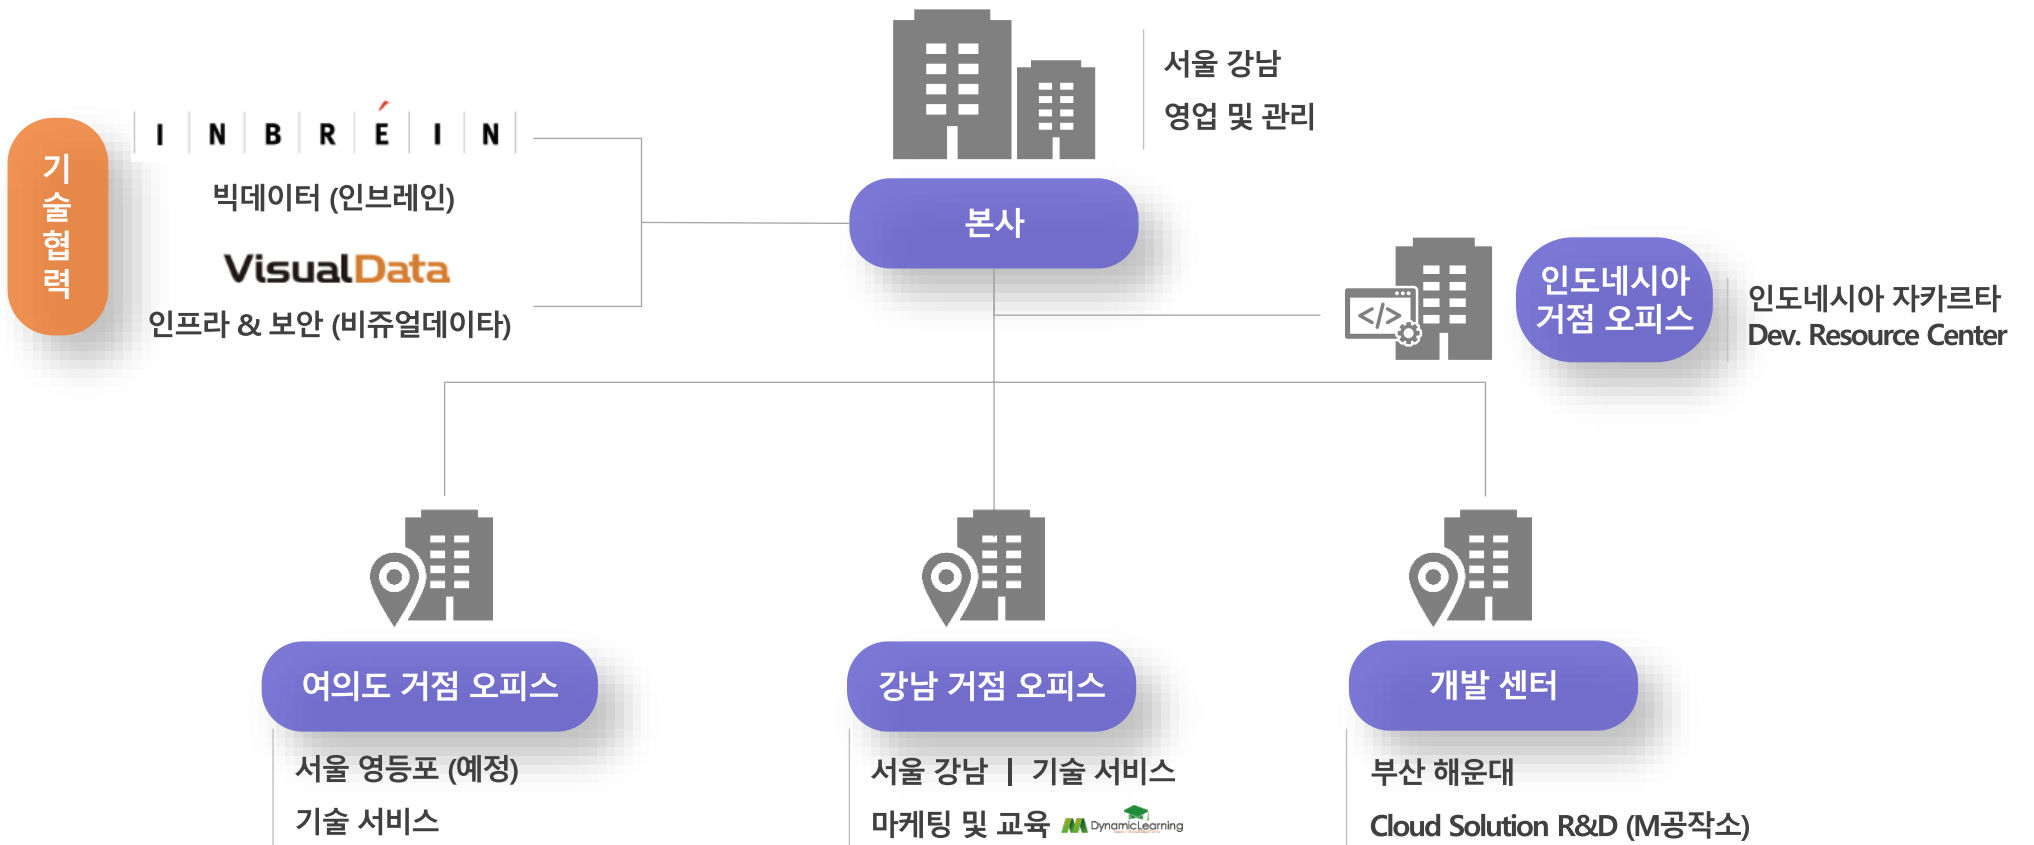 서울 강남
영업 및 관리
기술협력
INBRÉIN
빅데이터 (인브레인)
VisualData
인프라 & 보안 (비쥬얼데이타)
본사
인도네시아
거점 오피스
인도네시아 자카르타
Dev. Resource Center
여의도 거점 오피스
서울 영등포 (예정)
기술 서비스
강남 거점 오피스
서울 강남 | 기술 서비스
마케팅 및 교육 DynamicLearning
개발 센터
부산 해운대
Cloud Solution R&D (M공작소)